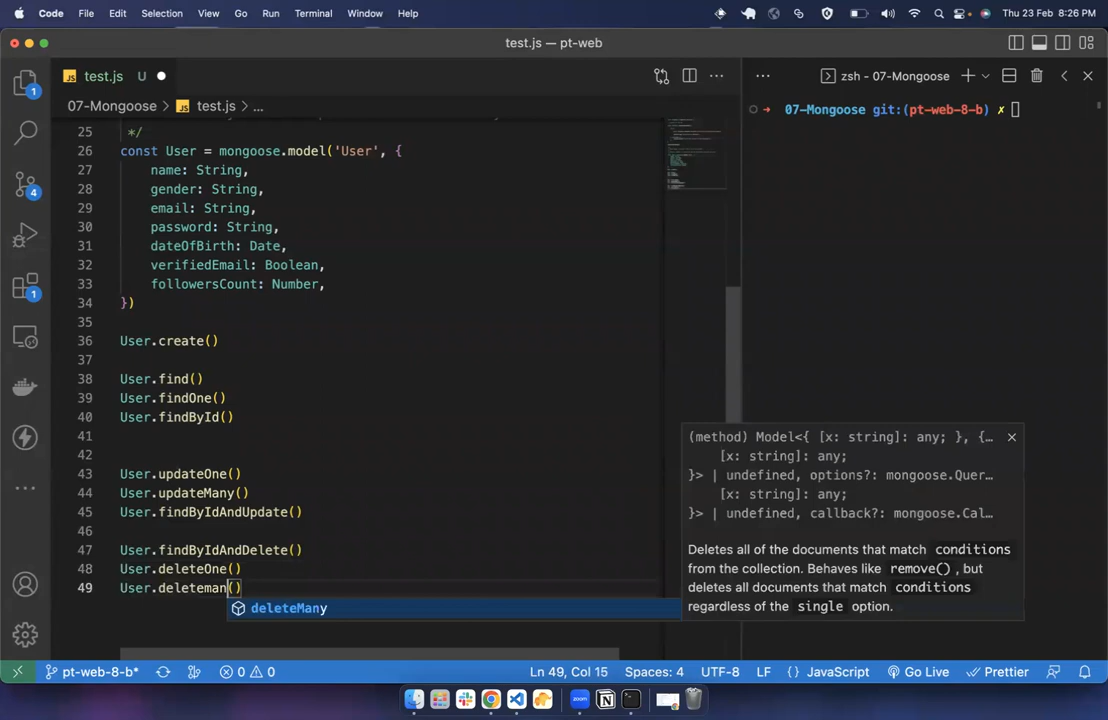 Code File Edit Selection View Go Run Terminal Window Help Thu 23 Feb 8:26 PM
test.js — pt-web
test.js U
zsh - 07-Mongoose
07-Mongoose > test.js > ...
07-Mongoose git:(pt-web-8-b) ✗
25 */
26 const User = mongoose.model('User', {
27 name: String,
28 gender: String,
29 email: String,
30 password: String,
31 dateOfBirth: Date,
32 verifiedEmail: Boolean,
33 followersCount: Number,
34 })
35
36 User.create()
37
38 User.find()
39 User.findOne()
40 User.findById()
41
42
43 User.updateOne()
44 User.updateMany()
45 User.findByIdAndUpdate()
46
47 User.findByIdAndDelete()
48 User.deleteOne()
49 User.deleteman()
deleteMany
(method) Model<{ [x: string]: any; }, {…
[x: string]: any;
}> | undefined, options?: mongoose.Quer…
[x: string]: any;
}> | undefined, callback?: mongoose.Cal…
Deletes all of the documents that match conditions
from the collection. Behaves like remove() , but
deletes all documents that match conditions
regardless of the single option.
1
4
1
pt-web-8-b* 0 0 Ln 49, Col 15 Spaces: 4 UTF-8 LF {} JavaScript Go Live Prettier
zoom